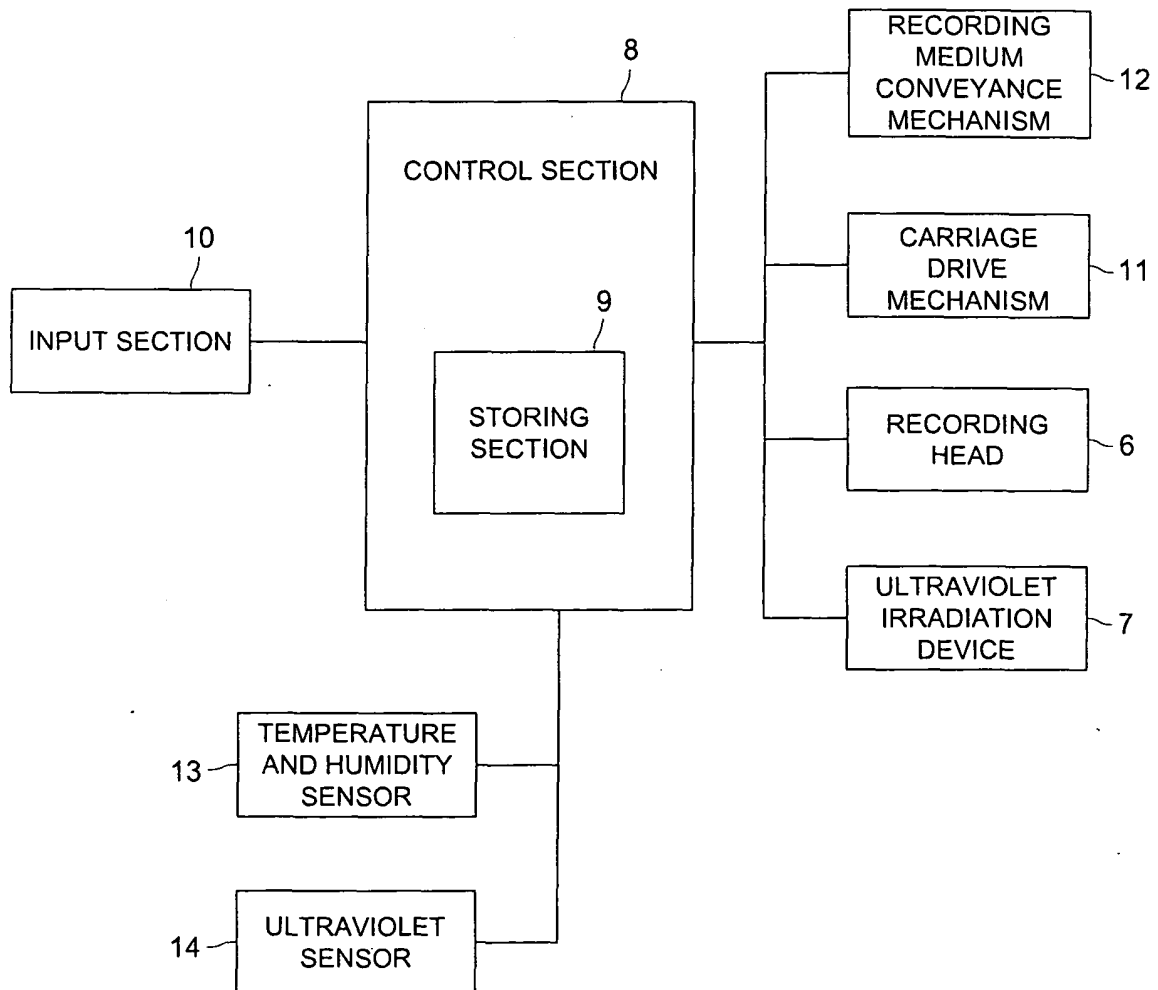 8
CONTROL SECTION
9
STORING
SECTION
10
INPUT SECTION
RECORDING
MEDIUM
CONVEYANCE
MECHANISM
12
CARRIAGE
DRIVE
MECHANISM
11
RECORDING
HEAD
6
ULTRAVIOLET
IRRADIATION
DEVICE
7
13
TEMPERATURE
AND HUMIDITY
SENSOR
14
ULTRAVIOLET
SENSOR